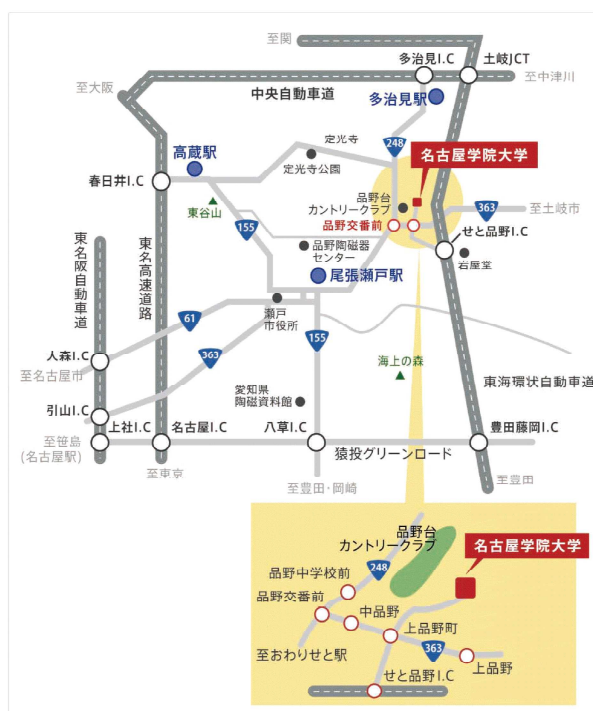 至関
多治見I.C
土岐JCT
至大阪
至中津川
中央自動車道
多治見駅
定光寺
248
名古屋学院大学
高蔵駅
定光寺公園
春日井I.C
品野台
カントリークラブ
363
東谷山
至土岐市
品野交番前
155
せと品野I.C
品野陶磁器
センター
岩屋堂
東名阪自動車道
東名高速道路
尾張瀬戸駅
瀬戸
市役所
61
155
363
人森I.C
海上の森
至名古屋市
東海環状自動車道
愛知県
陶磁資料館
引山I.C
上社I.C
名古屋I.C
八草I.C
豊田藤岡I.C
至笹島
(名古屋駅)
猿投グリーンロード
至東京
至豊田・岡崎
至豊田
品野台
カントリークラブ
名古屋学院大学
248
品野中学校前
品野交番前
中品野
上品野町
至おわりせと駅
363
上品野
せと品野I.C